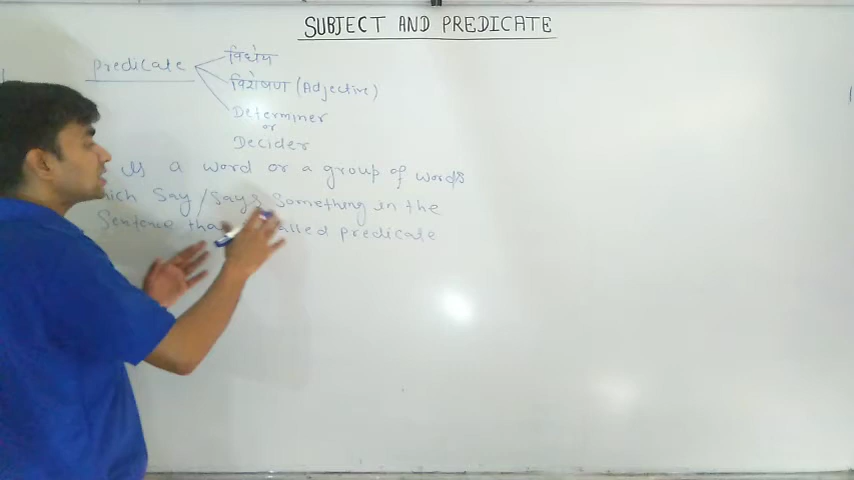 SUBJECT AND PREDICATE
Predicate
विधेय
विशेषण (Adjective)
Determiner
or
Decider
Is a word or a group of words
Say/Says Something in the
Sentence called predicate